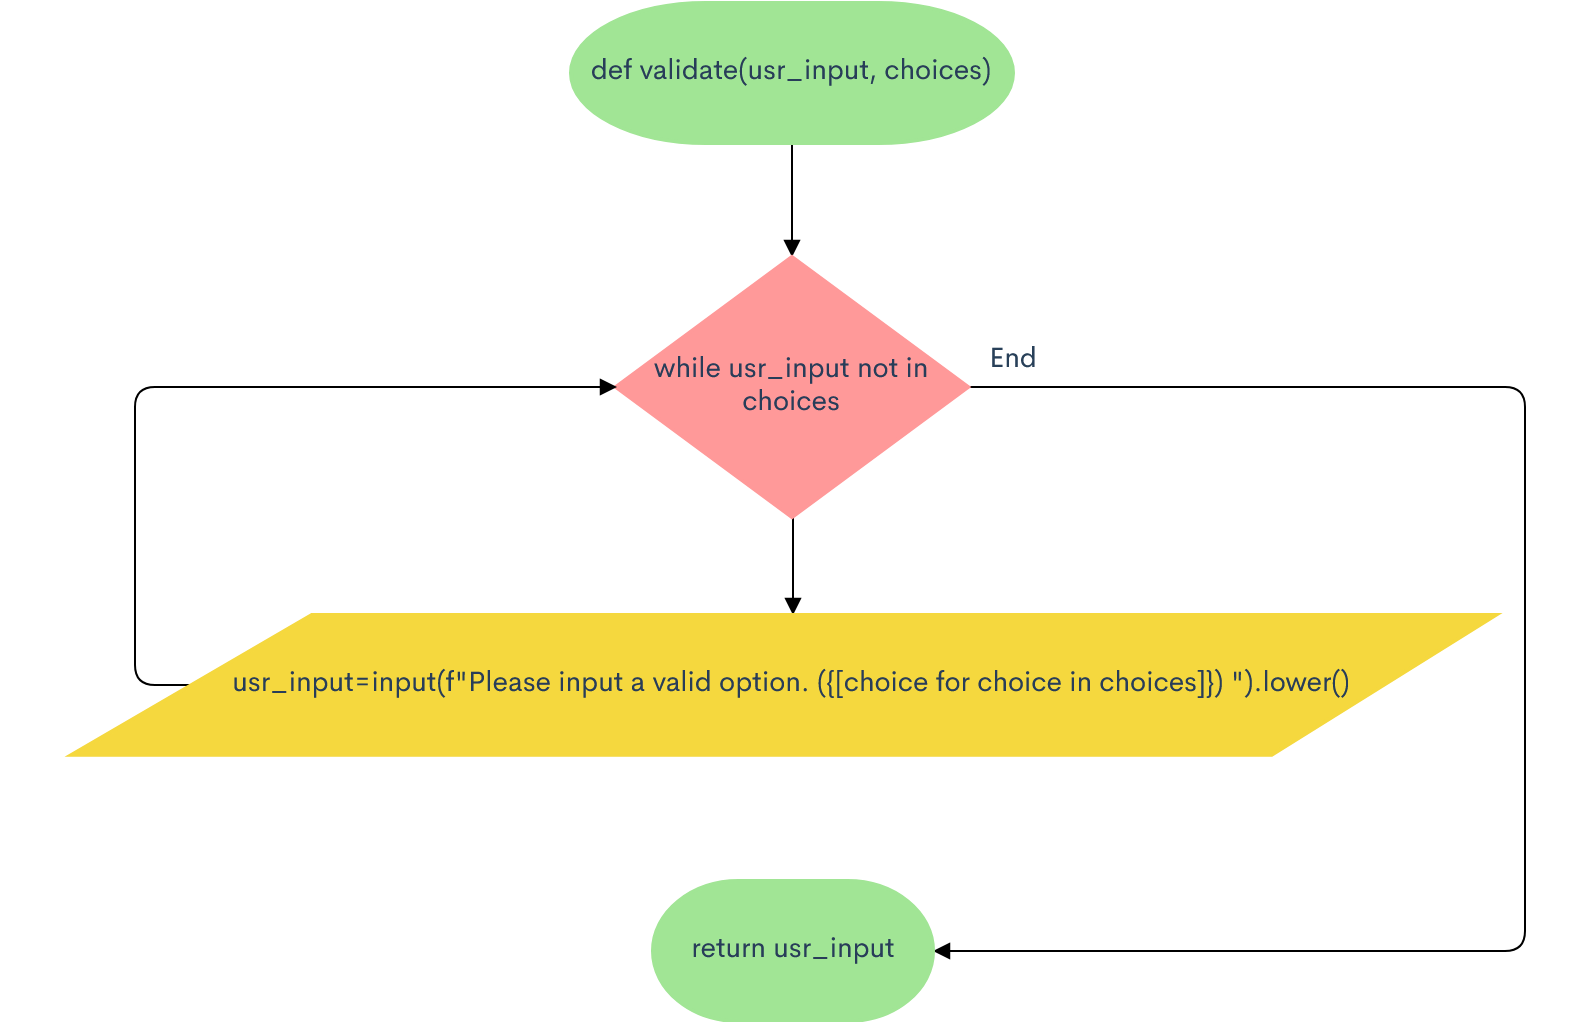 def validate(usr_input, choices)
while usr_input not in
choices
End
usr_input=input(f"Please input a valid option. ({[choice for choice in choices]}) ").lower()
return usr_input